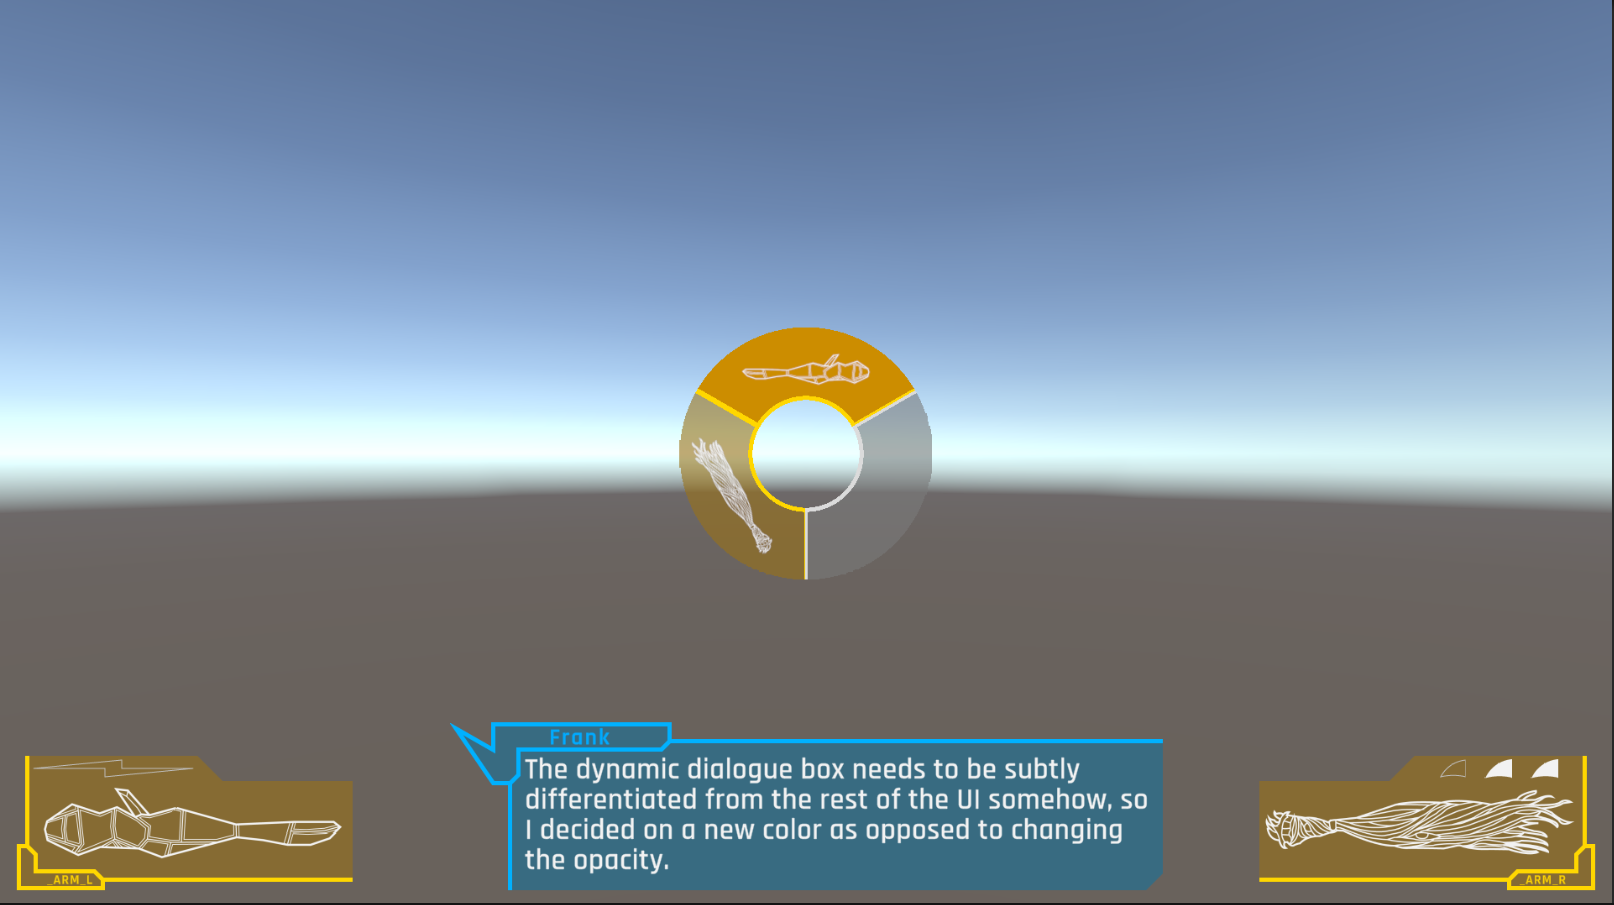 Frank
The dynamic dialogue box needs to be subtly
differentiated from the rest of the UI somehow, so
I decided on a new color as opposed to changing
the opacity.
_ARM_L
_ARM_R